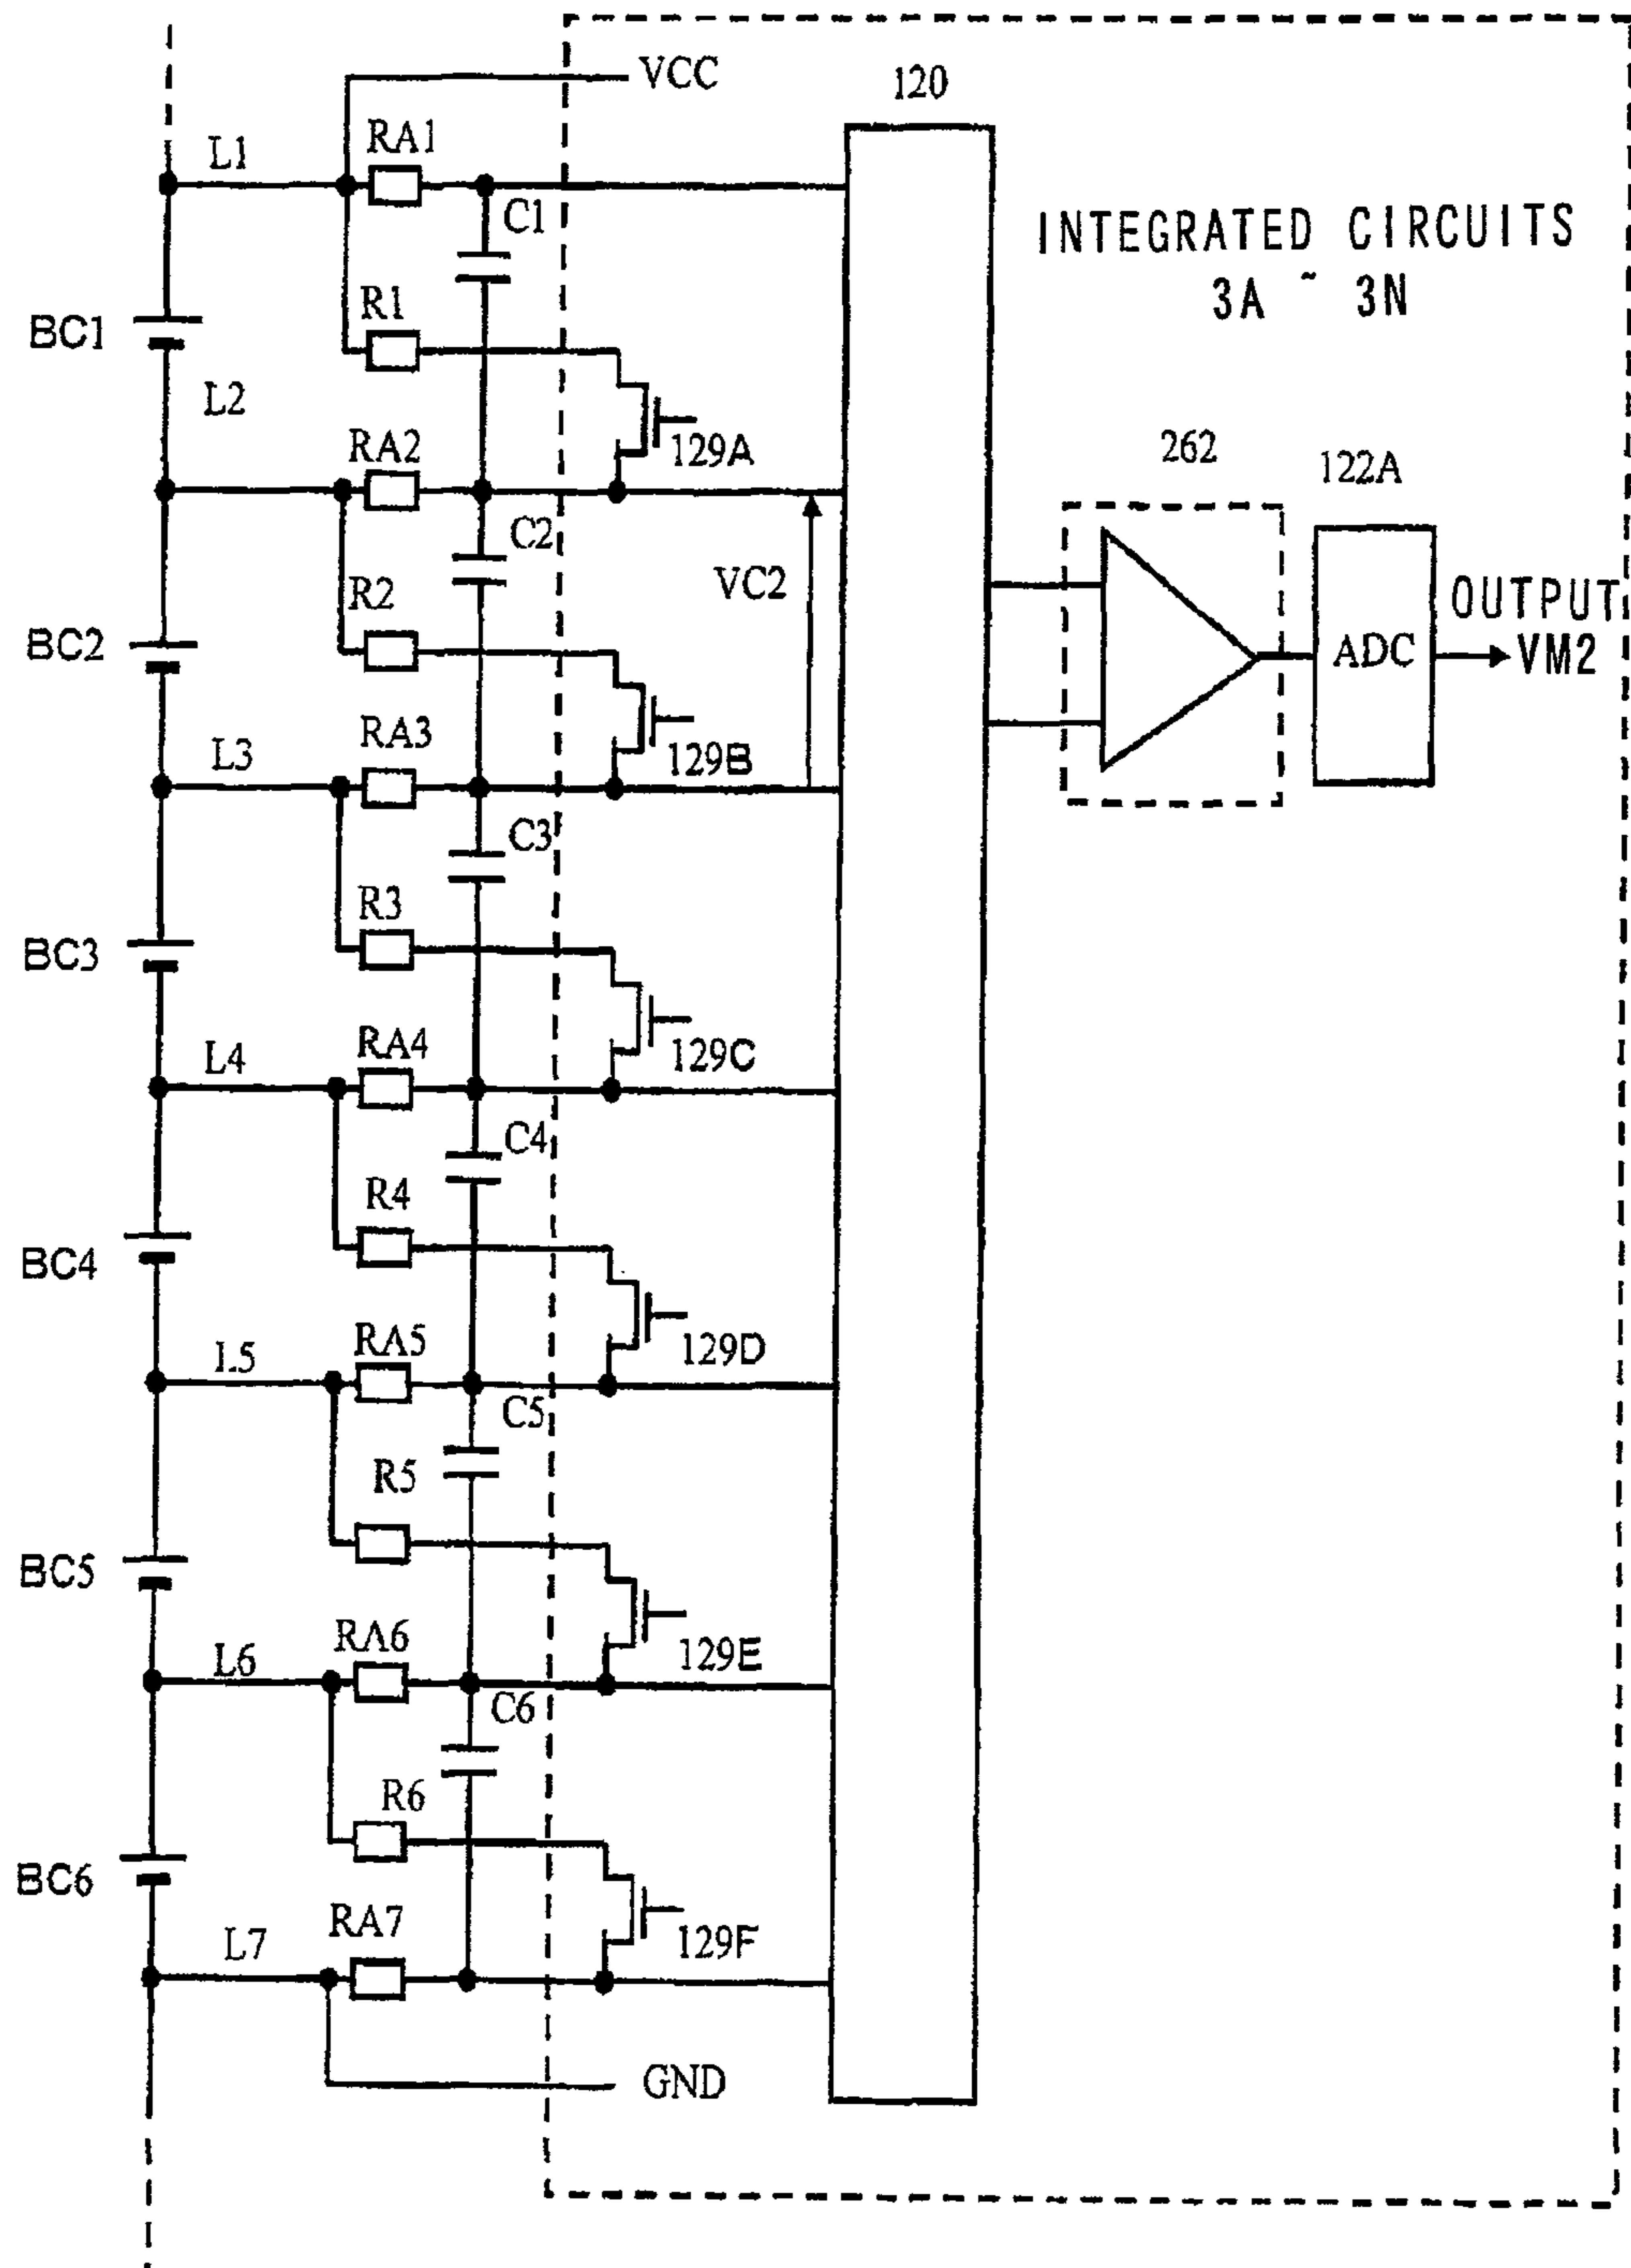 VCC
120
L1
RA1
C1
INTEGRATED CIRCUITS
3A ~ 3N
R1
BC1
L2
RA2
129A
262
122A
C2
R2
VC2
OUTPUT
BC2
ADC
VM2
L3
RA3
129B
C3
R3
BC3
L4
RA4
129C
C4
R4
BC4
L5
RA5
129D
C5
R5
BC5
L6
RA6
129E
C6
R6
BC6
L7
RA7
129F
GND